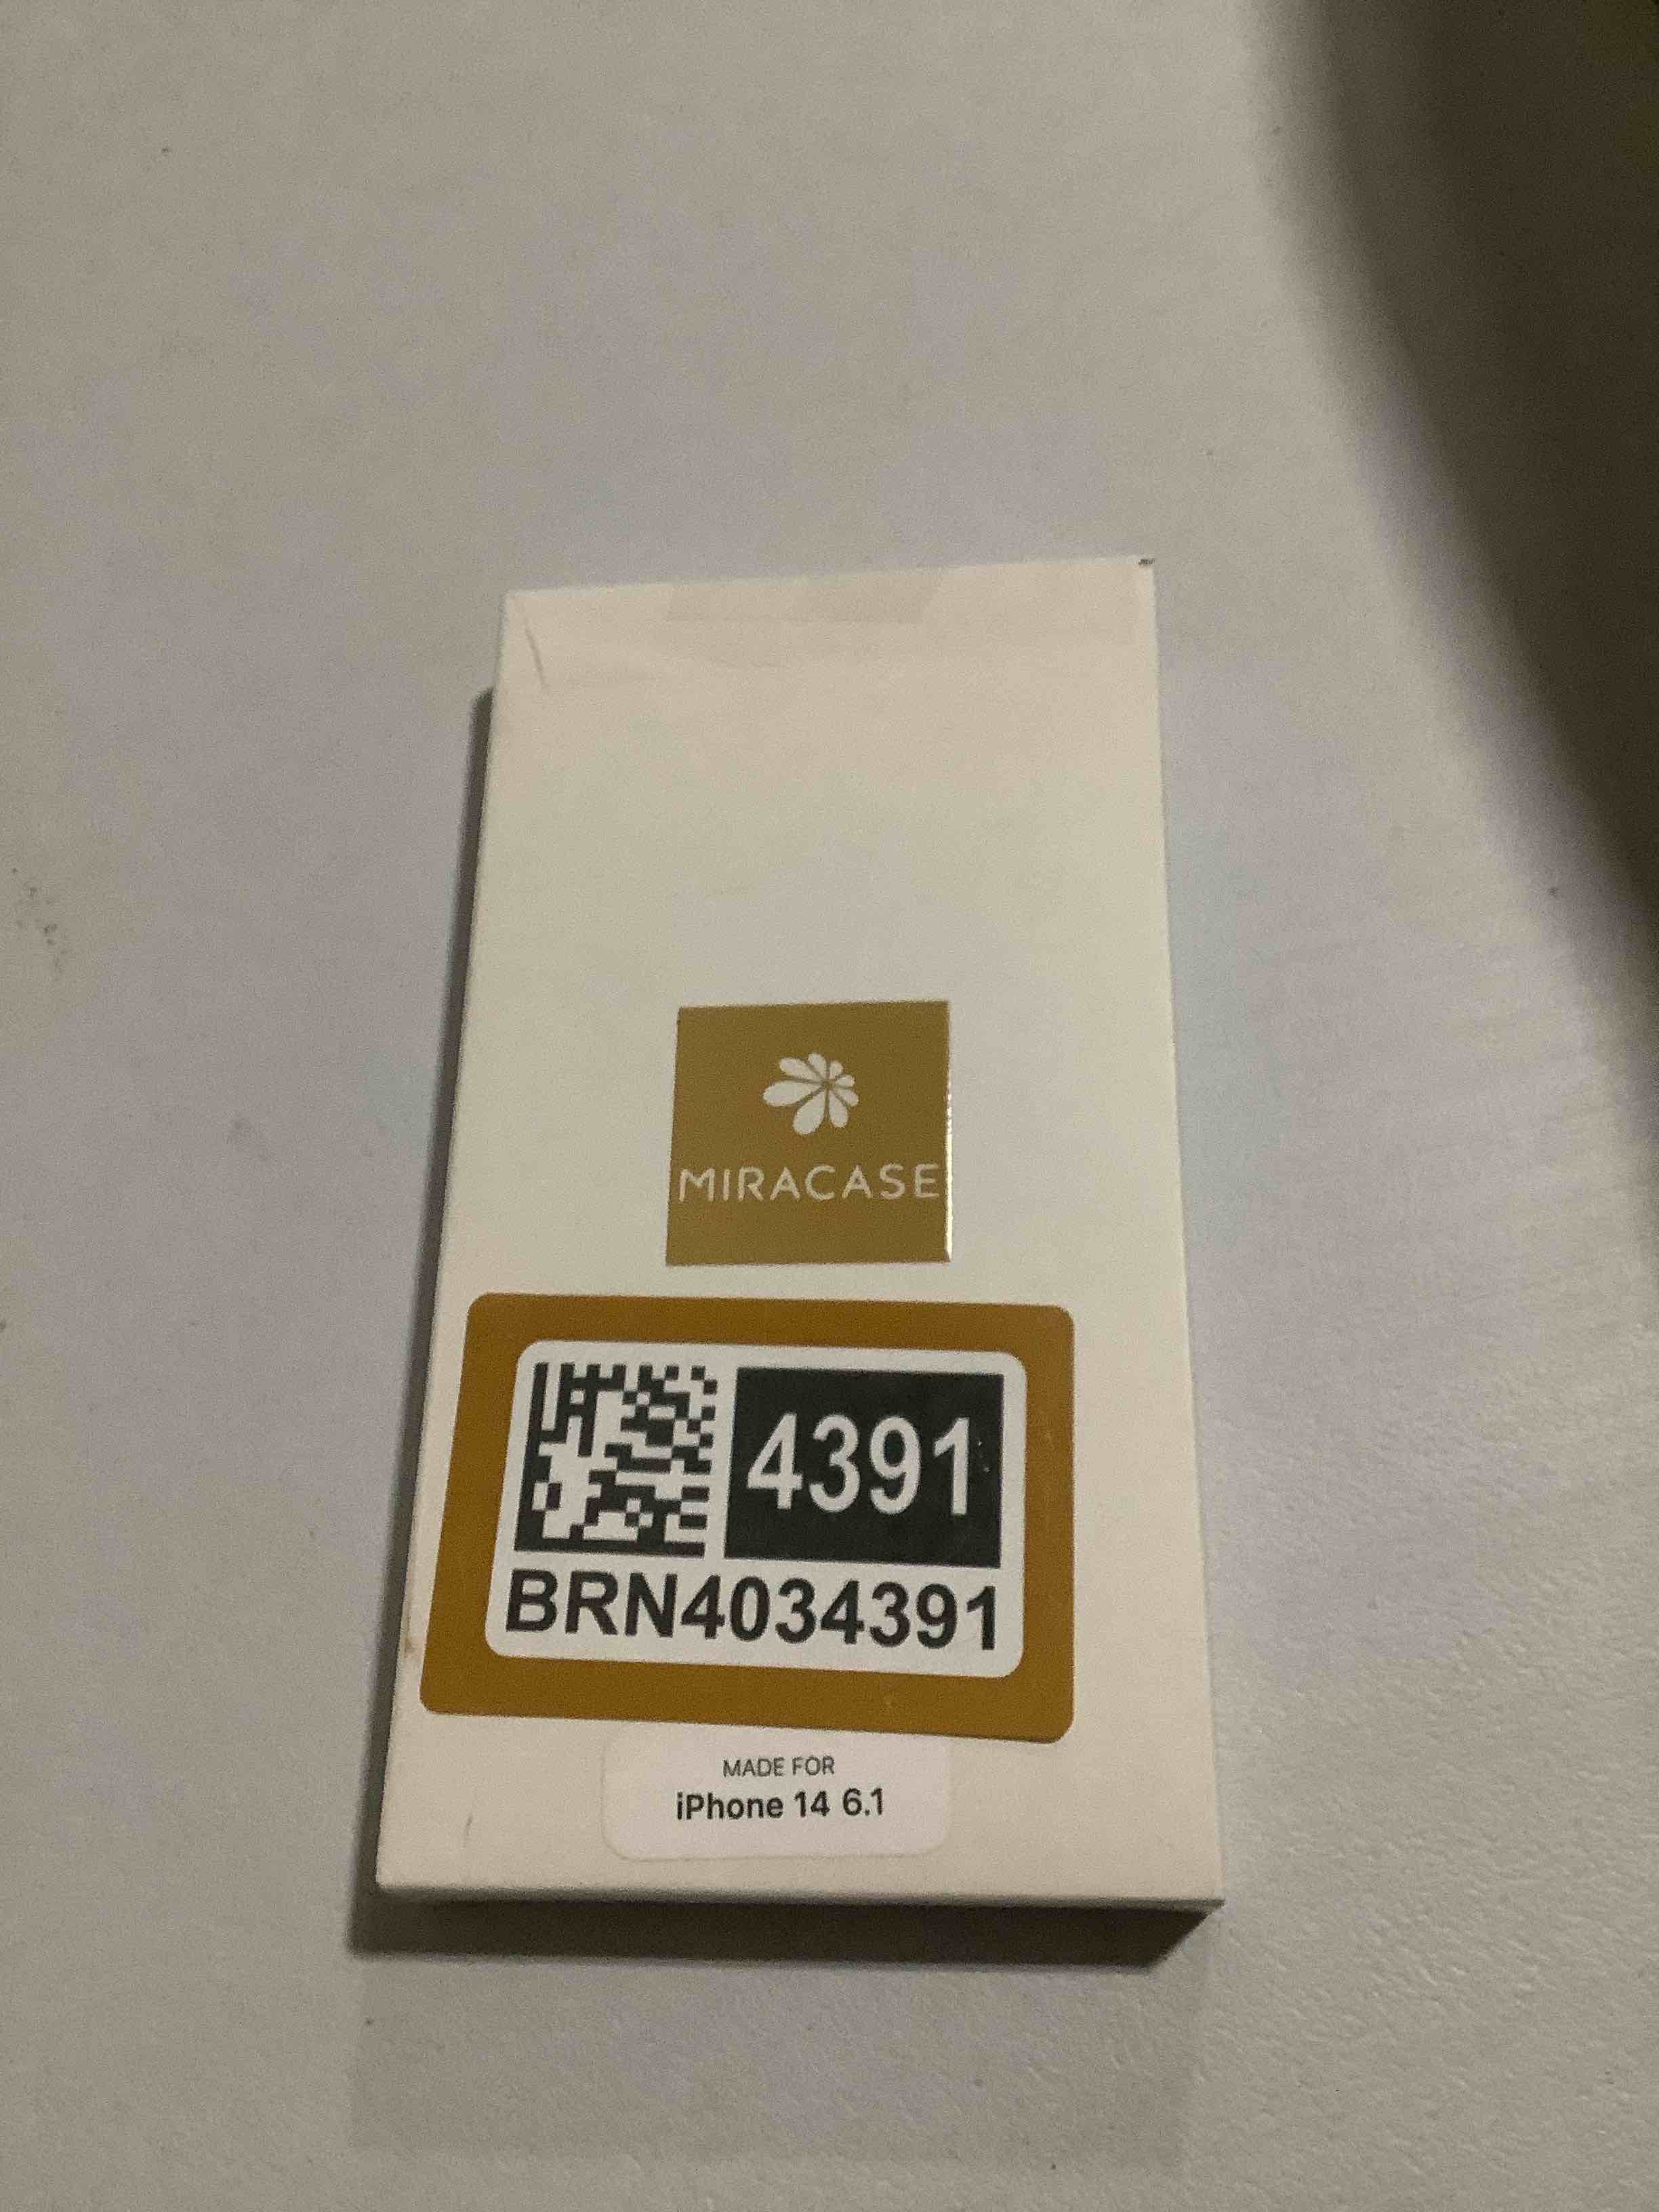 MIRACASE
4391
BRN4034391
MADE FOR
iPhone 14 6.1